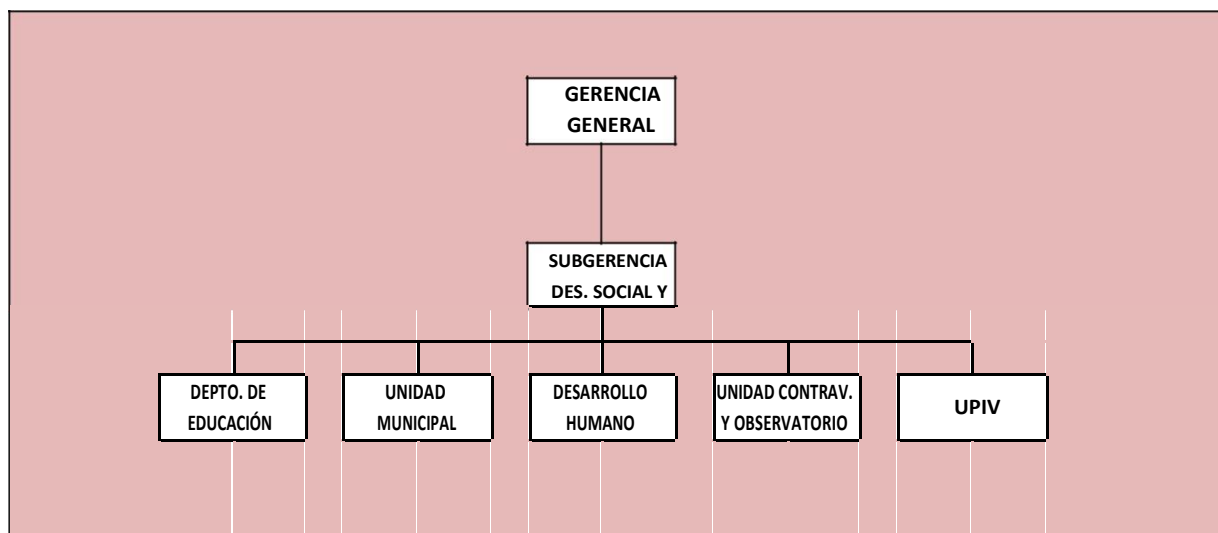 GERENCIA
GENERAL
SUBGERENCIA
DES. SOCIAL Y
DEPTO. DE
EDUCACIÓN
UNIDAD
MUNICIPAL
DESARROLLO
HUMANO
UNIDAD CONTRAV.
Y OBSERVATORIO
UPIV